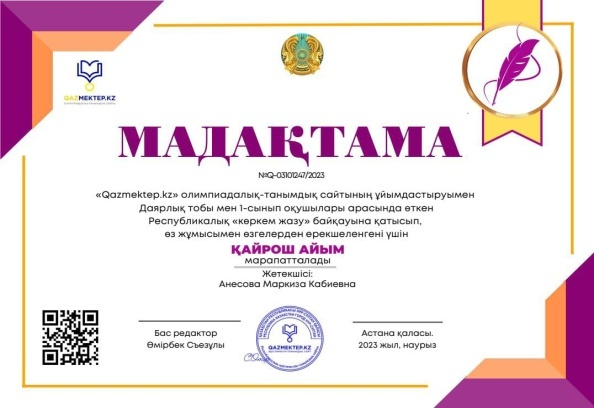 QAZMEKTEP.KZ
МАДАҚТАМА
№Q-03101247/2023
«Qazmektep.kz» олимпиадалық-танымдық сайтының ұйымдастыруымен
Даярлық тобы мен 1-сынып оқушылары арасында өткен
Республикалық «көркем жазу» байқауына қатысып,
өз жұмысымен өзгелерден ерекшеленгені үшін
ҚАЙРОШ АЙЫМ
марапатталады
Жетекшісі:
Анесова Маркиза Кабиевна
Бас редактор
Өмірбек Съезұлы
QAZMEKTEP.KZ
Астана қаласы.
2023 жыл, наурыз